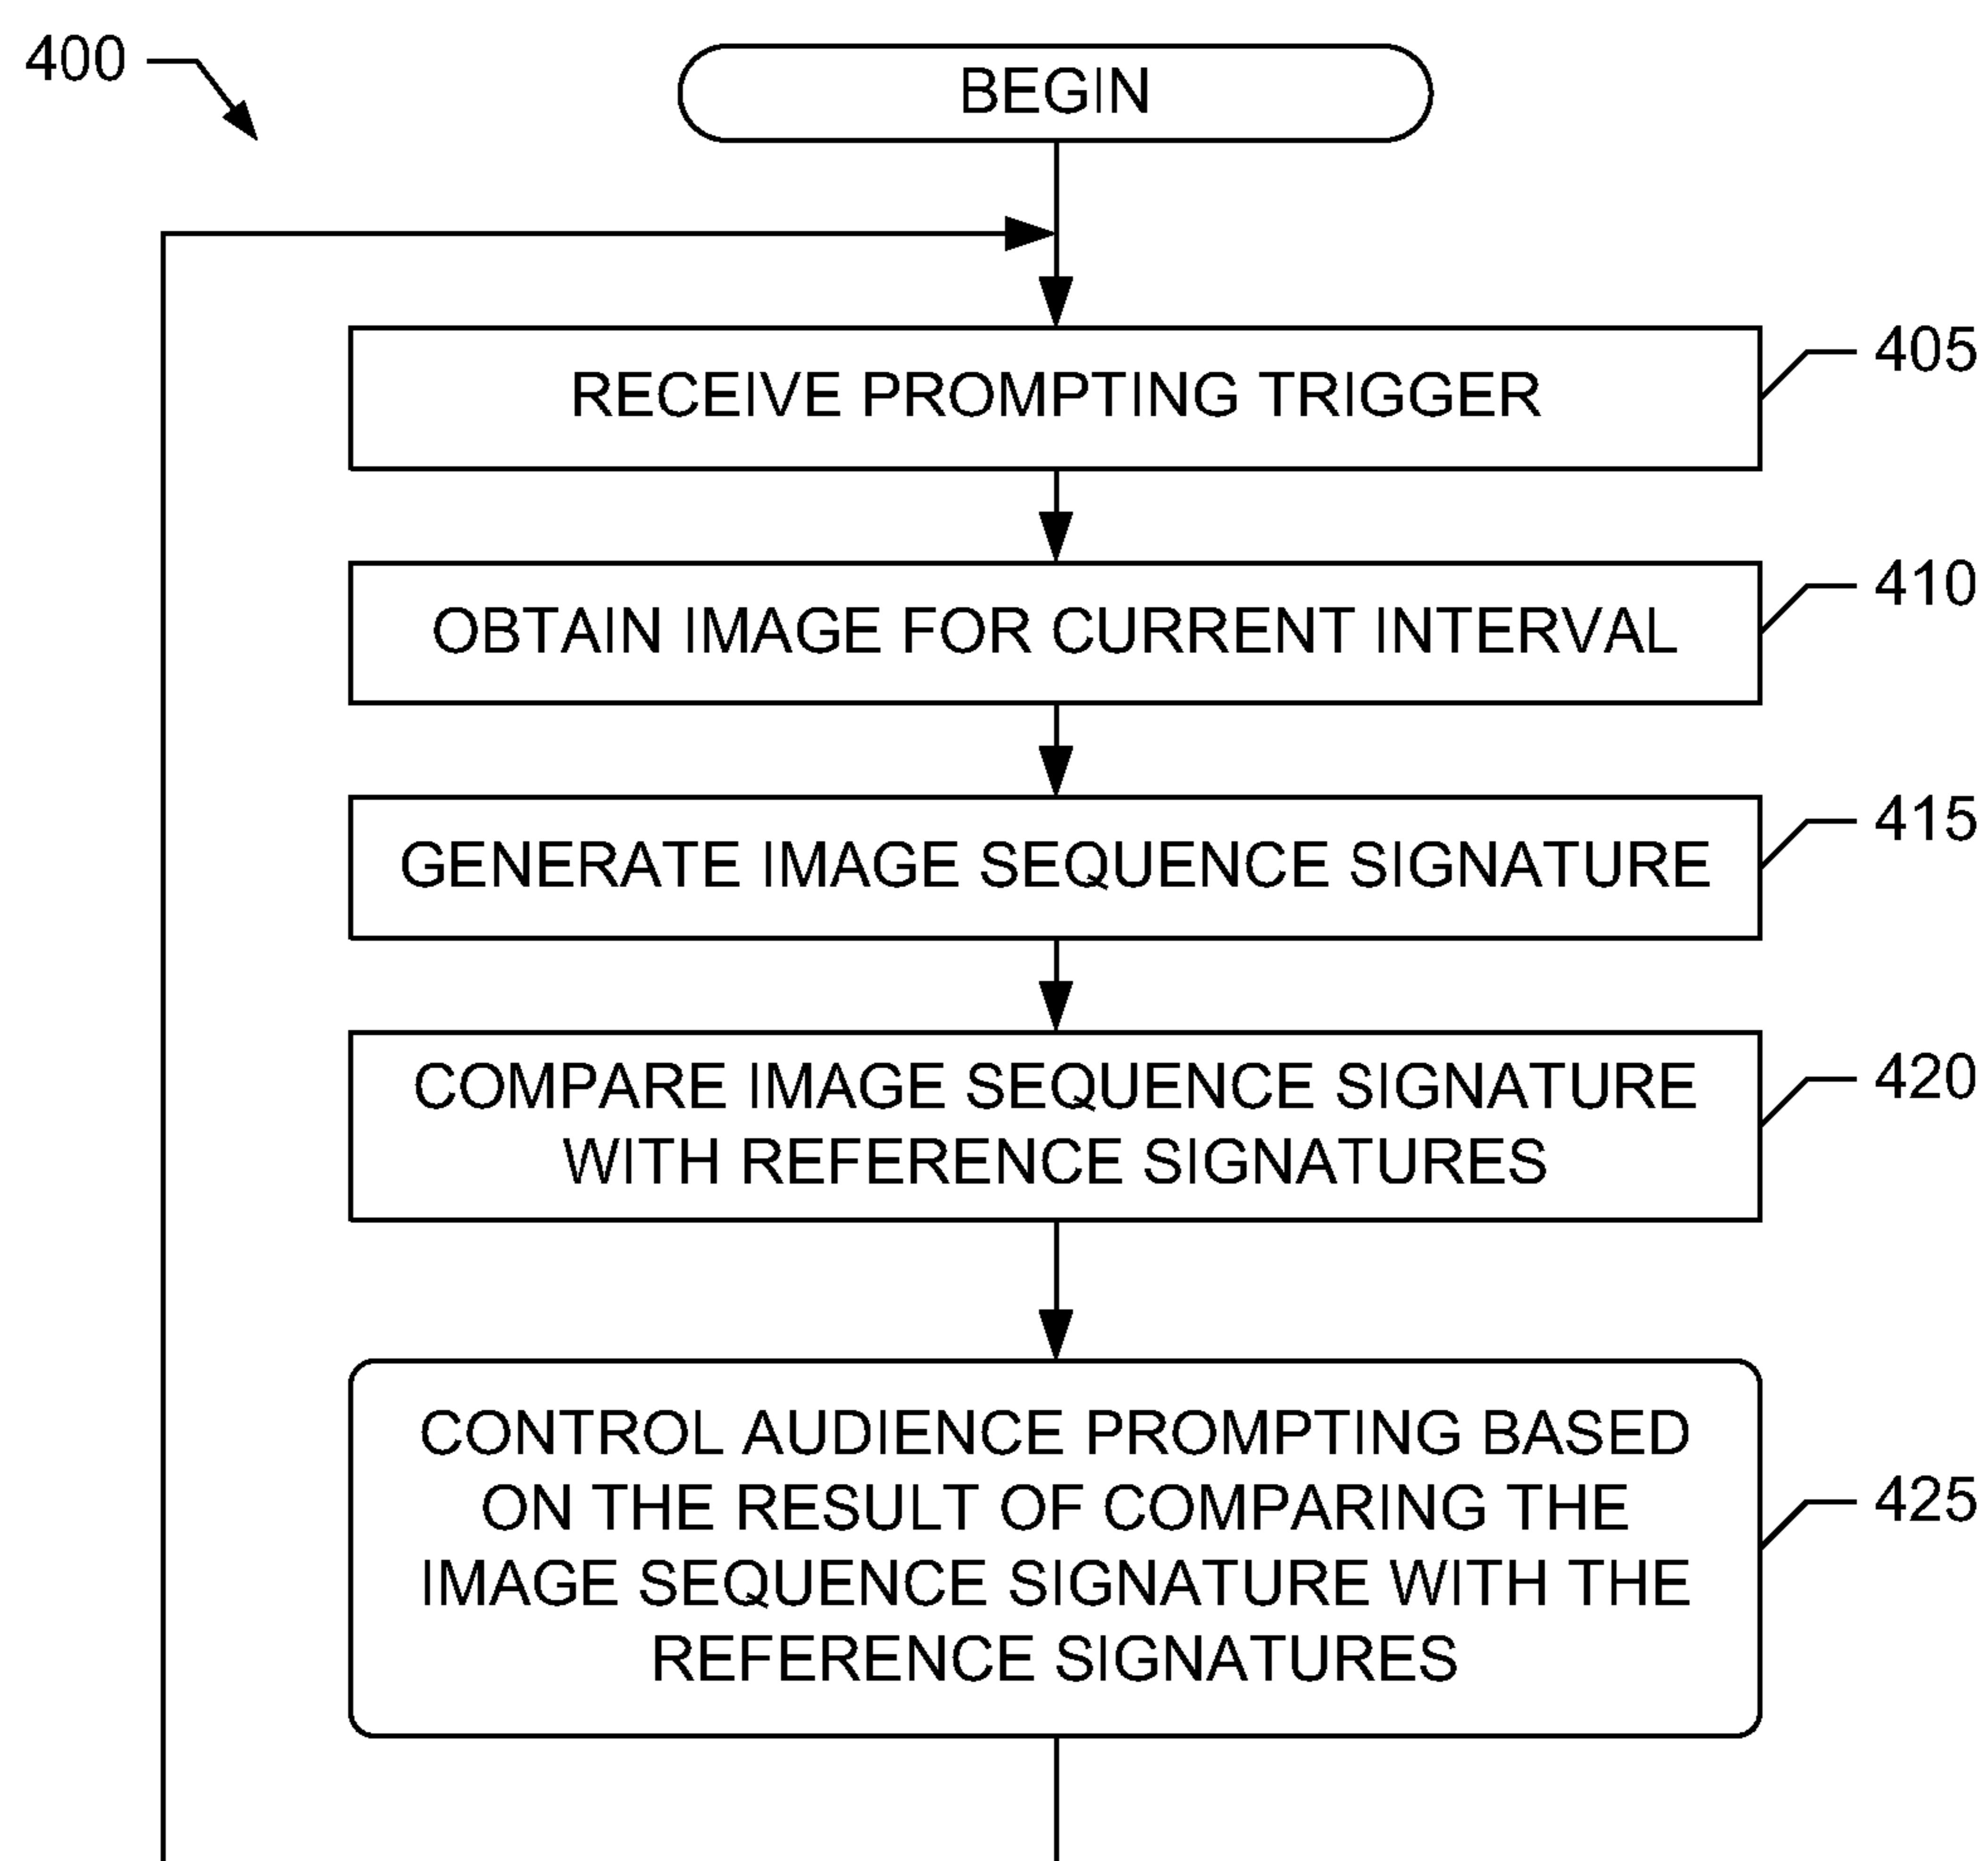 400
BEGIN
RECEIVE PROMPTING TRIGGER
405
OBTAIN IMAGE FOR CURRENT INTERVAL
410
GENERATE IMAGE SEQUENCE SIGNATURE
415
COMPARE IMAGE SEQUENCE SIGNATURE
WITH REFERENCE SIGNATURES
420
CONTROL AUDIENCE PROMPTING BASED
ON THE RESULT OF COMPARING THE
IMAGE SEQUENCE SIGNATURE WITH THE
REFERENCE SIGNATURES
425